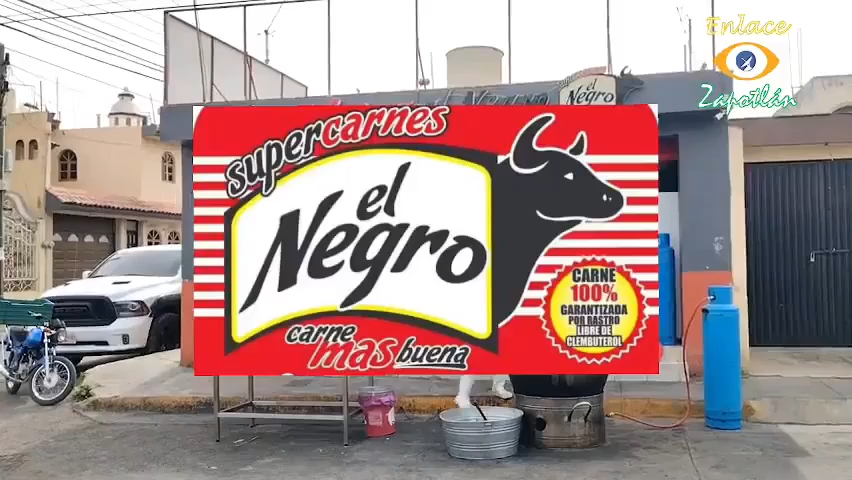 Enlace
Zapotlán
el
Negro
supercarnes
el
Negro
carne
mas buena
CARNE
100%
GARANTIZADA
POR RASTRO
LIBRE DE
CLEMBUTEROL